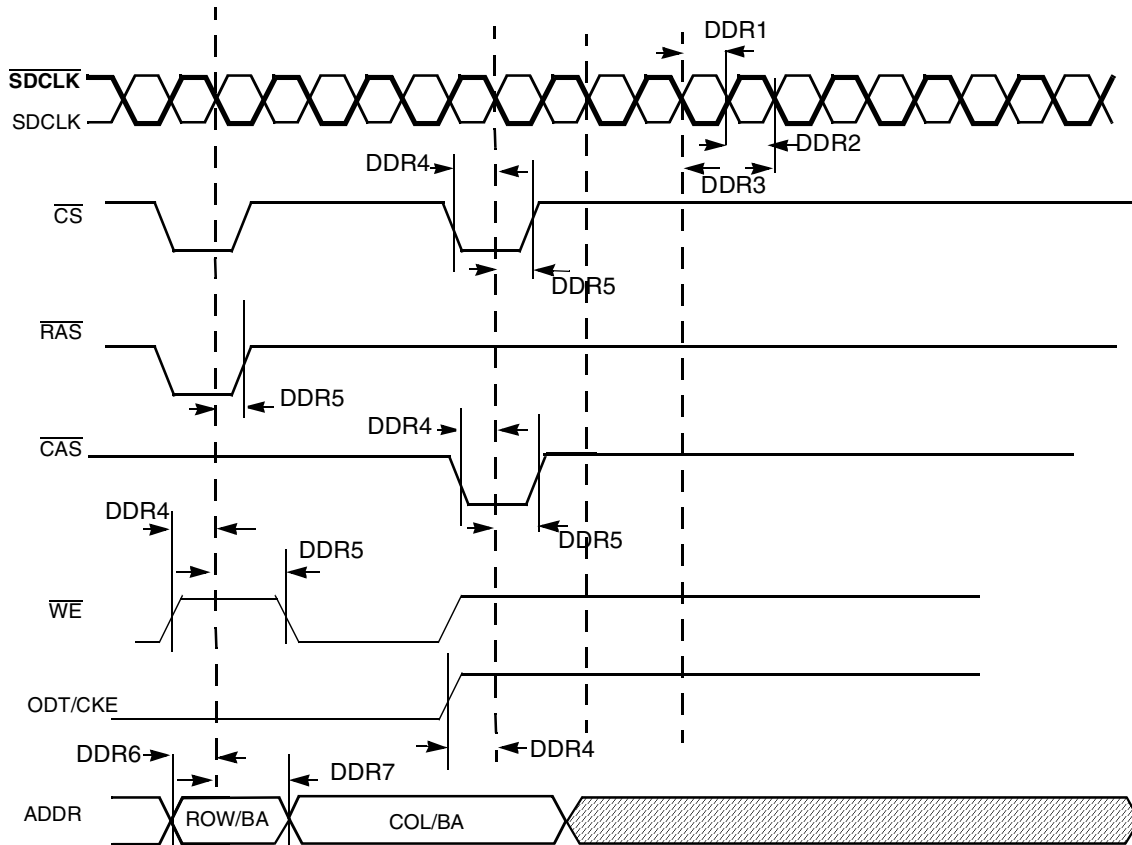 DDR1
SDCLK
SDCLK
DDR2
DDR4
DDR3
CS
DDR5
RAS
DDR5
DDR4
CAS
DDR4
DDR5
DDR5
WE
ODT/CKE
DDR4
DDR6
DDR7
ADDR
ROW/BA
COL/BA